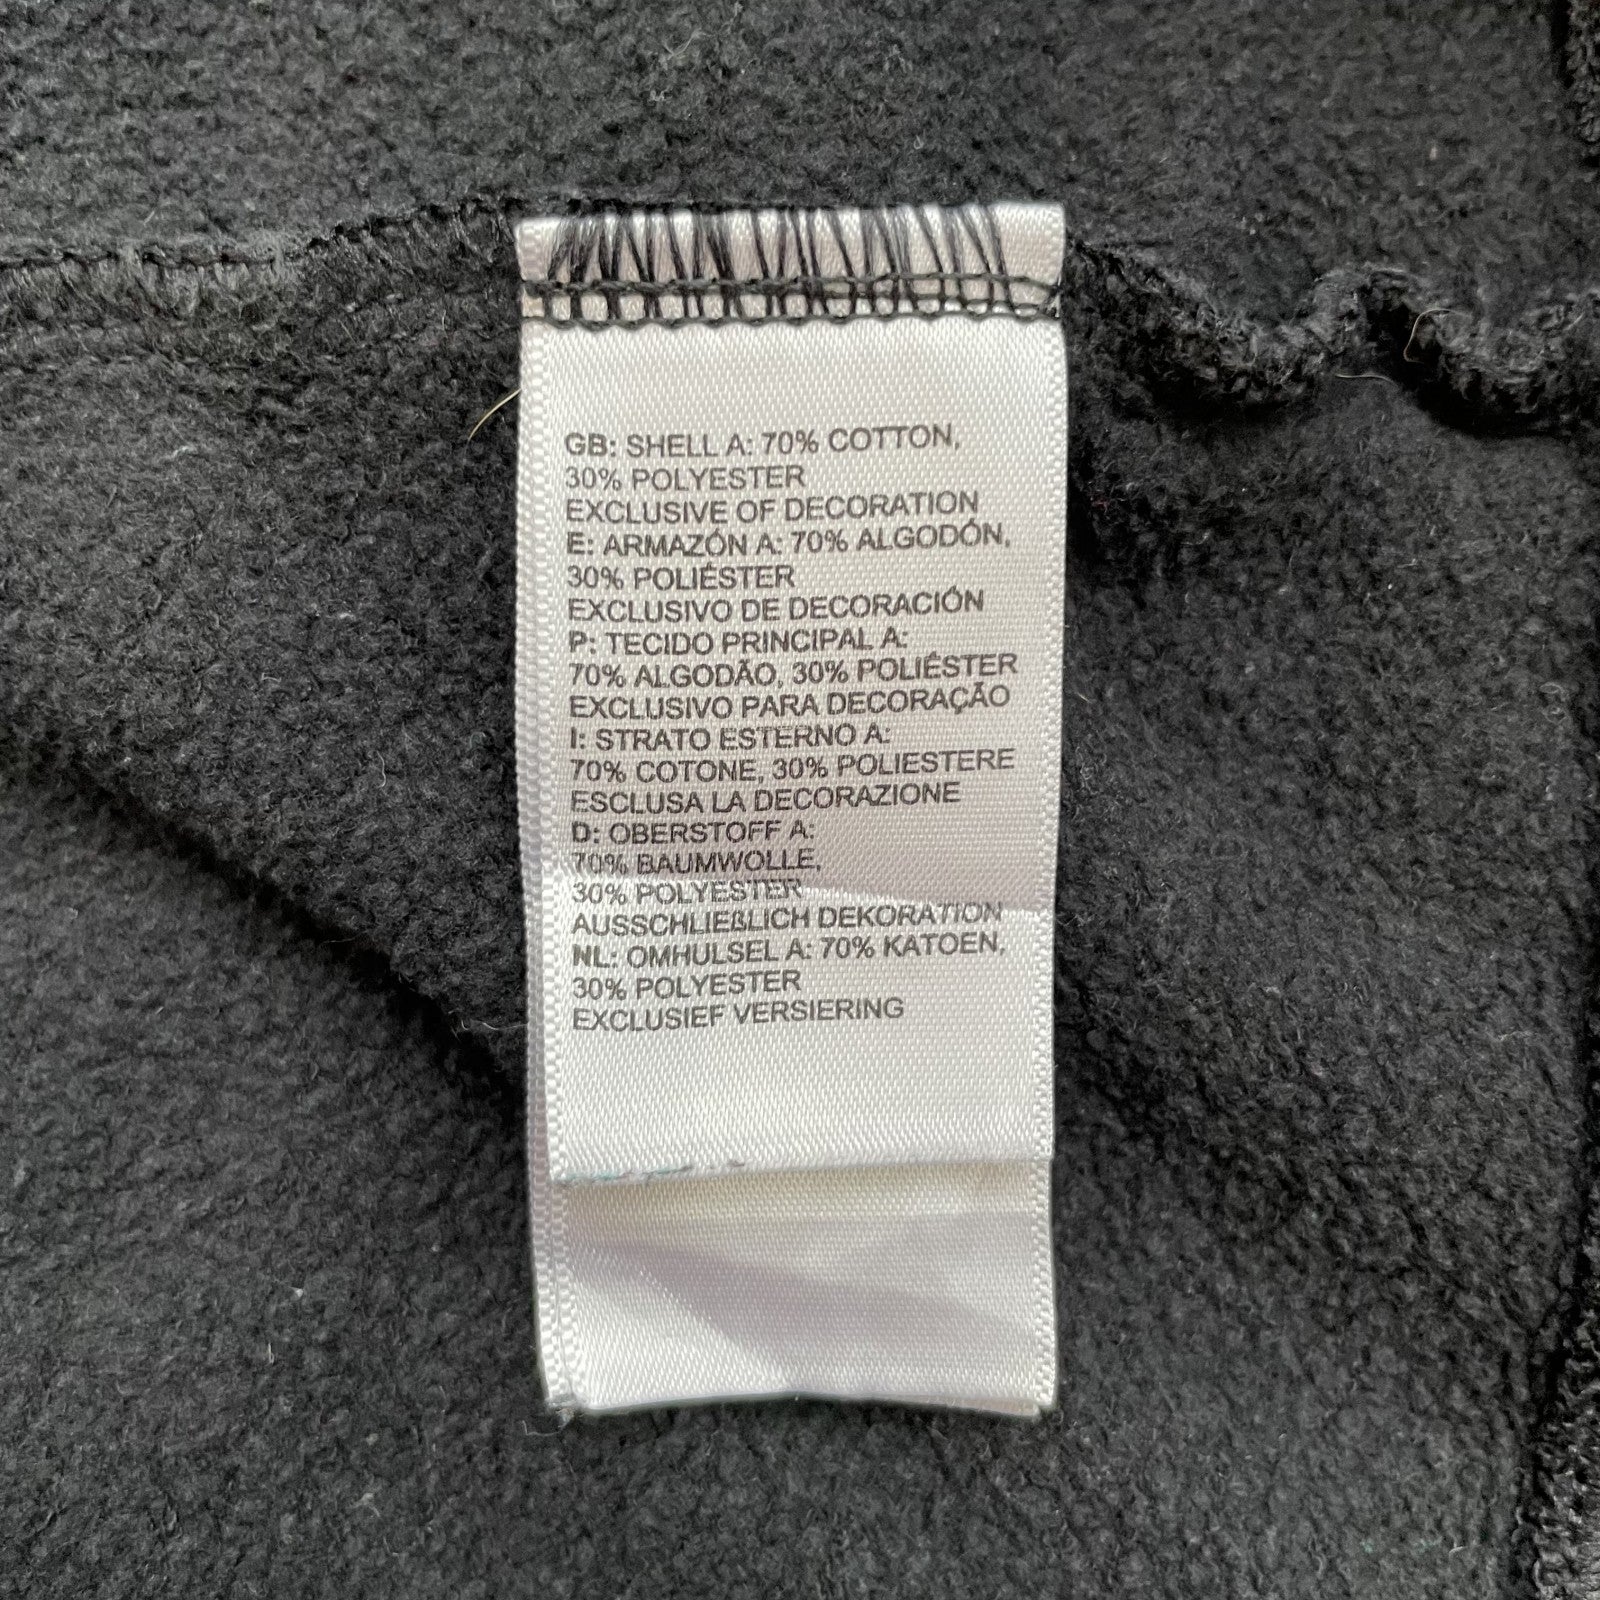 GB: SHELL A: 70% COTTON,
30% POLYESTER
EXCLUSIVE OF DECORATION
E: ARMAZÓN A: 70% ALGODÓN,
30% POLIÉSTER
EXCLUSIVO DE DECORACIÓN
P: TECIDO PRINCIPAL A:
70% ALGODÃO, 30% POLIÉSTER
EXCLUSIVO PARA DECORAÇÃO
I: STRATO ESTERNO A:
70% COTONE, 30% POLIESTERE
ESCLUSA LA DECORAZIONE
D: OBERSTOFF A:
70% BAUMWOLLE,
30% POLYESTER
AUSSCHLIEßLICH DEKORATION
NL: OMHULSEL A: 70% KATOEN,
30% POLYESTER
EXCLUSIEF VERSIERING